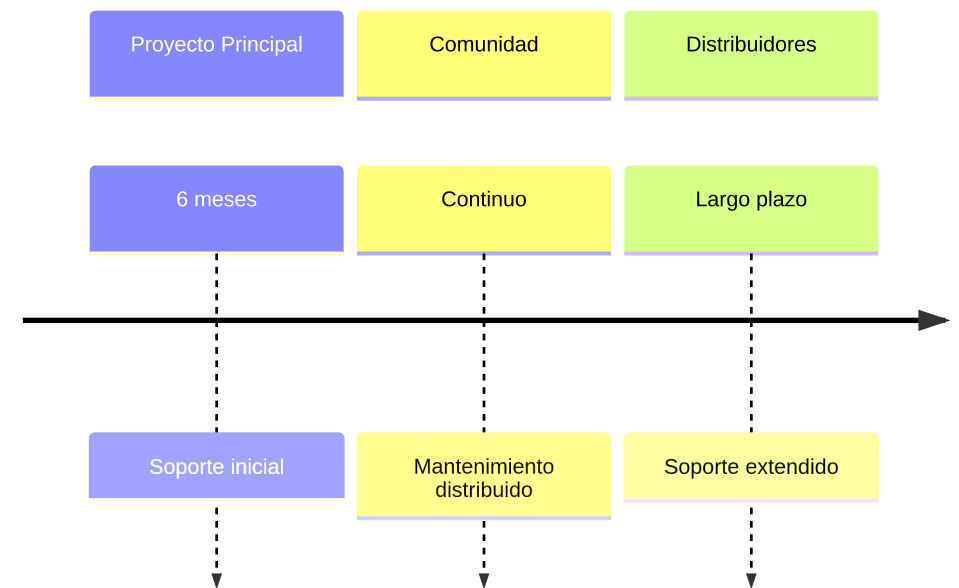 Proyecto Principal
Comunidad
Distribuidores
6 meses
Continuo
Largo plazo
Soporte inicial
Mantenimiento
distribuido
Soporte extendido